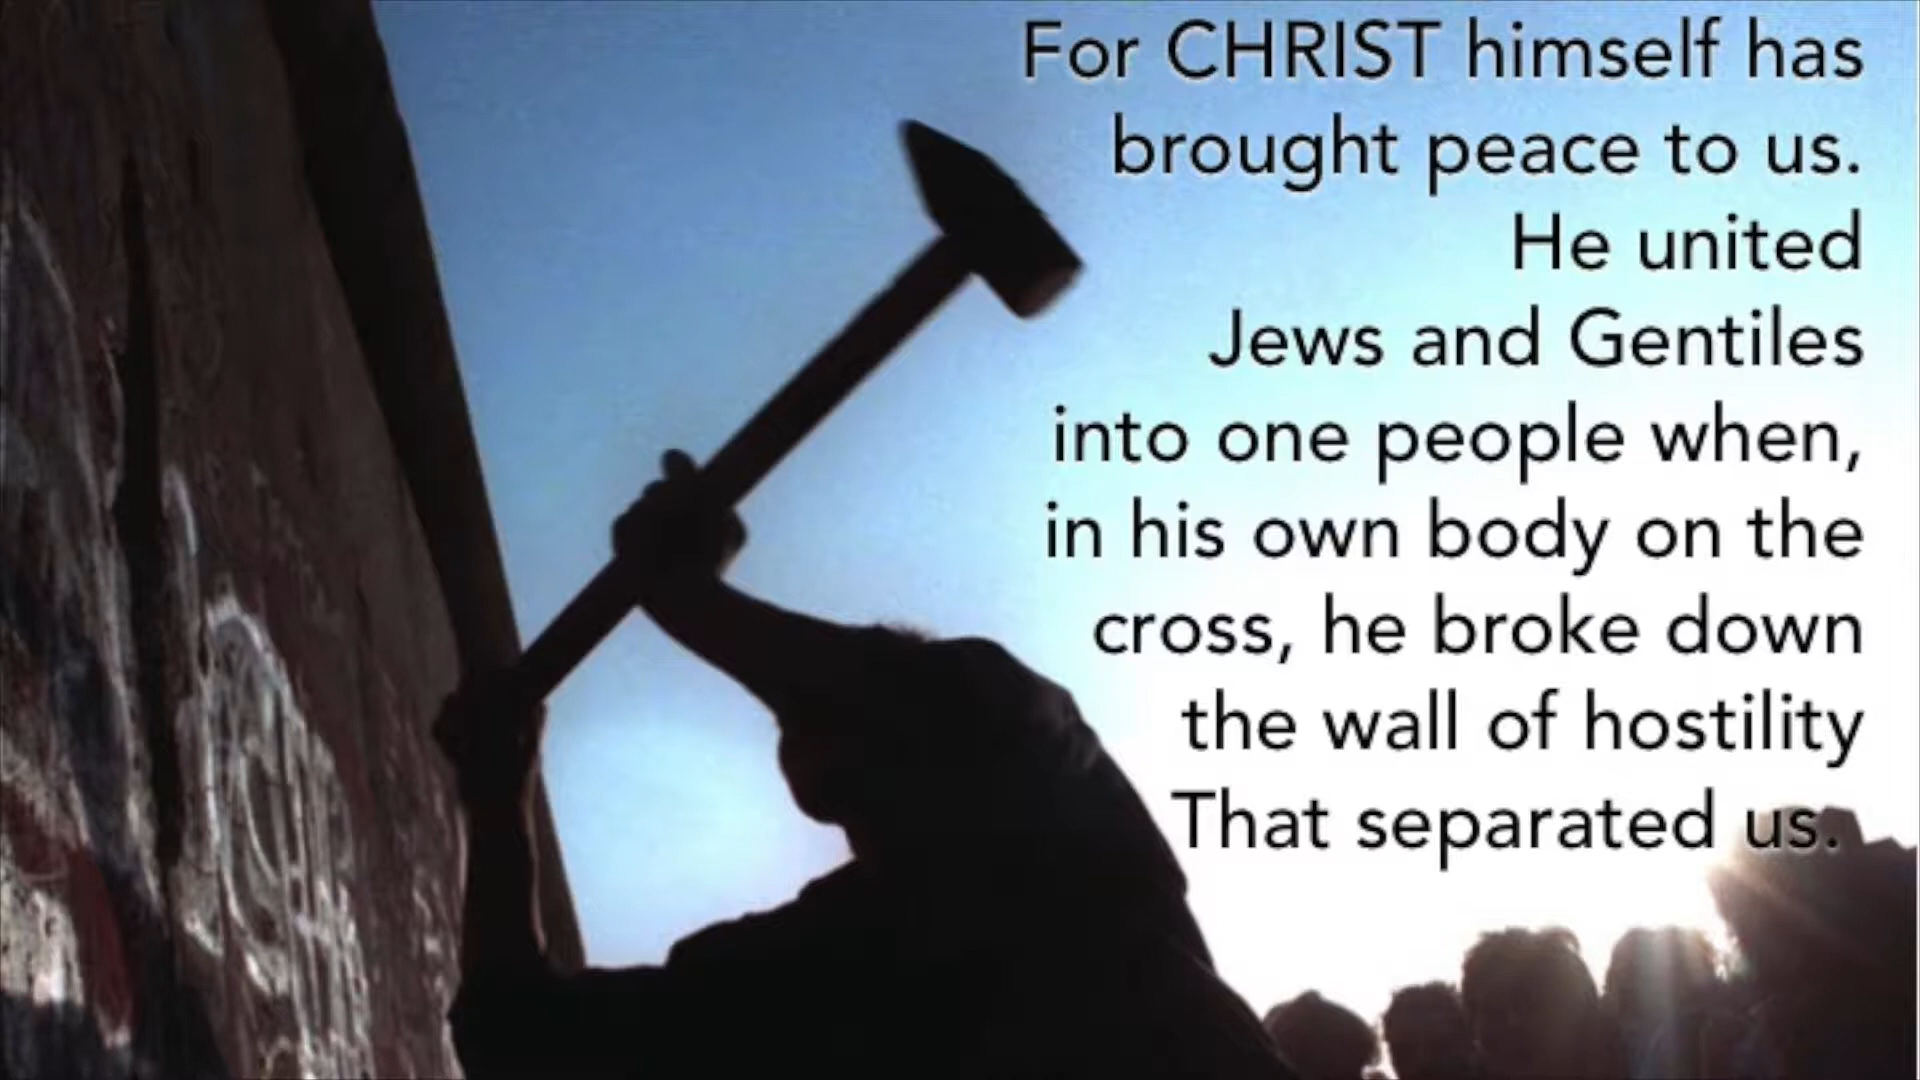 For CHRIST himself has
brought peace to us.
He united
Jews and Gentiles
into one people when,
in his own body on the
cross, he broke down
the wall of hostility
That separated us.